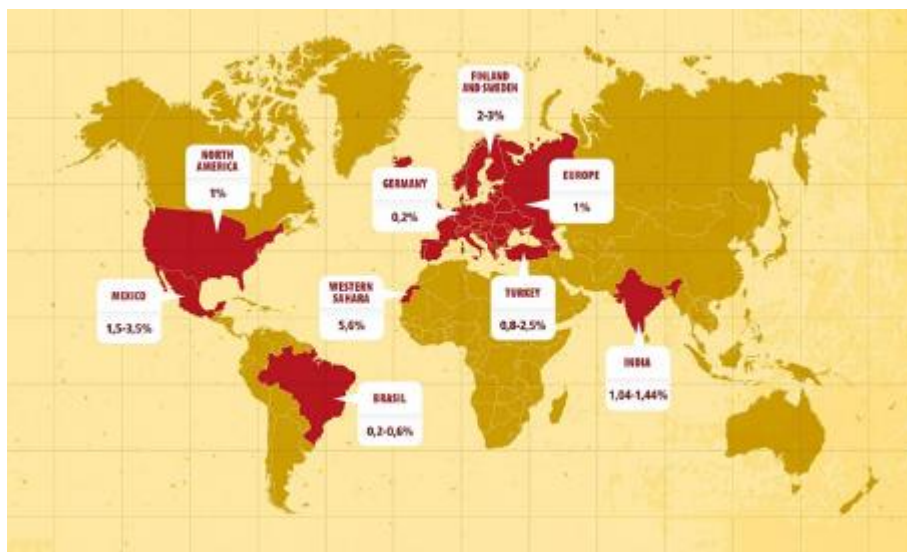 FINLAND
AND SWEDEN
2-3%
NORTH
AMERICA
1%
GERMANY
0,2%
EUROPE
1%
MEXICO
1,5-3,5%
WESTERN
SAHARA
5,6%
TURKEY
0,8-2,5%
INDIA
1,04-1,44%
BRASIL
0,2-0,6%